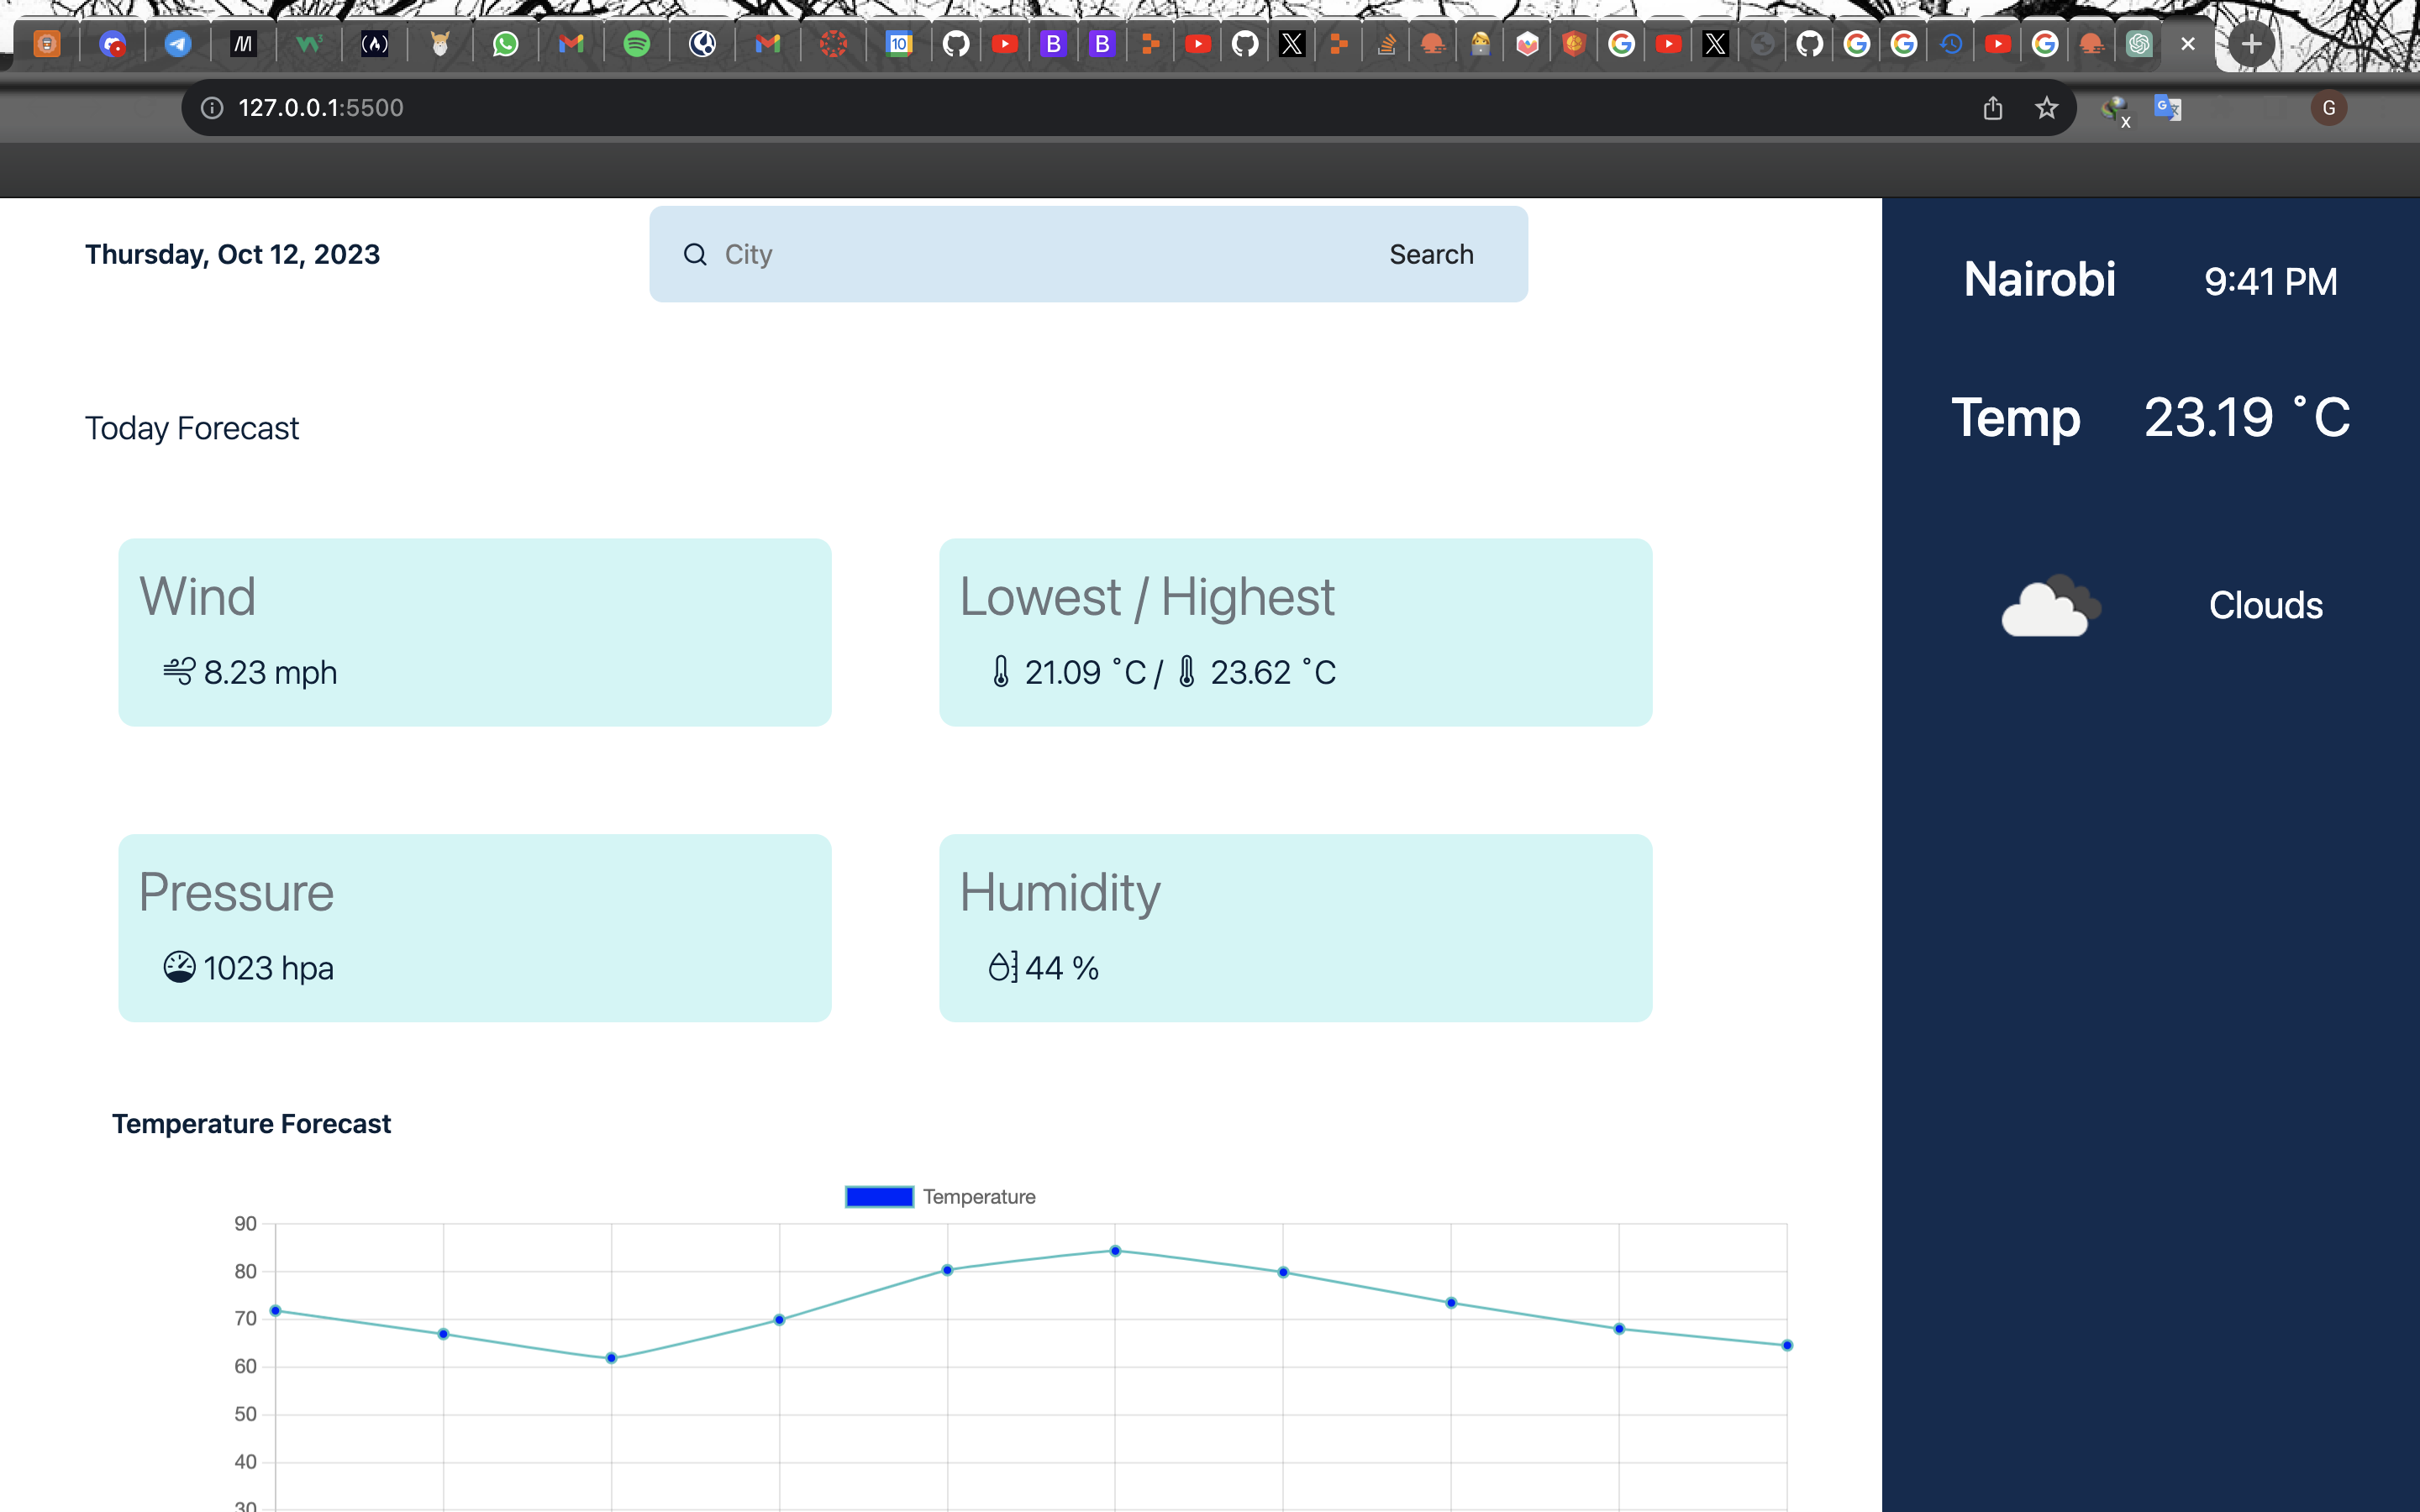 10
B
B
127.0.0.1:5500
x
G
Thursday, Oct 12, 2023
City
Search
Nairobi
9:41 PM
Today Forecast
Temp 23.19 °C
Wind
8.23 mph
Lowest / Highest
21.09 °C / 23.62 °C
Clouds
Pressure
1023 hpa
Humidity
44 %
Temperature Forecast
Temperature
90
80
70
60
50
40
30